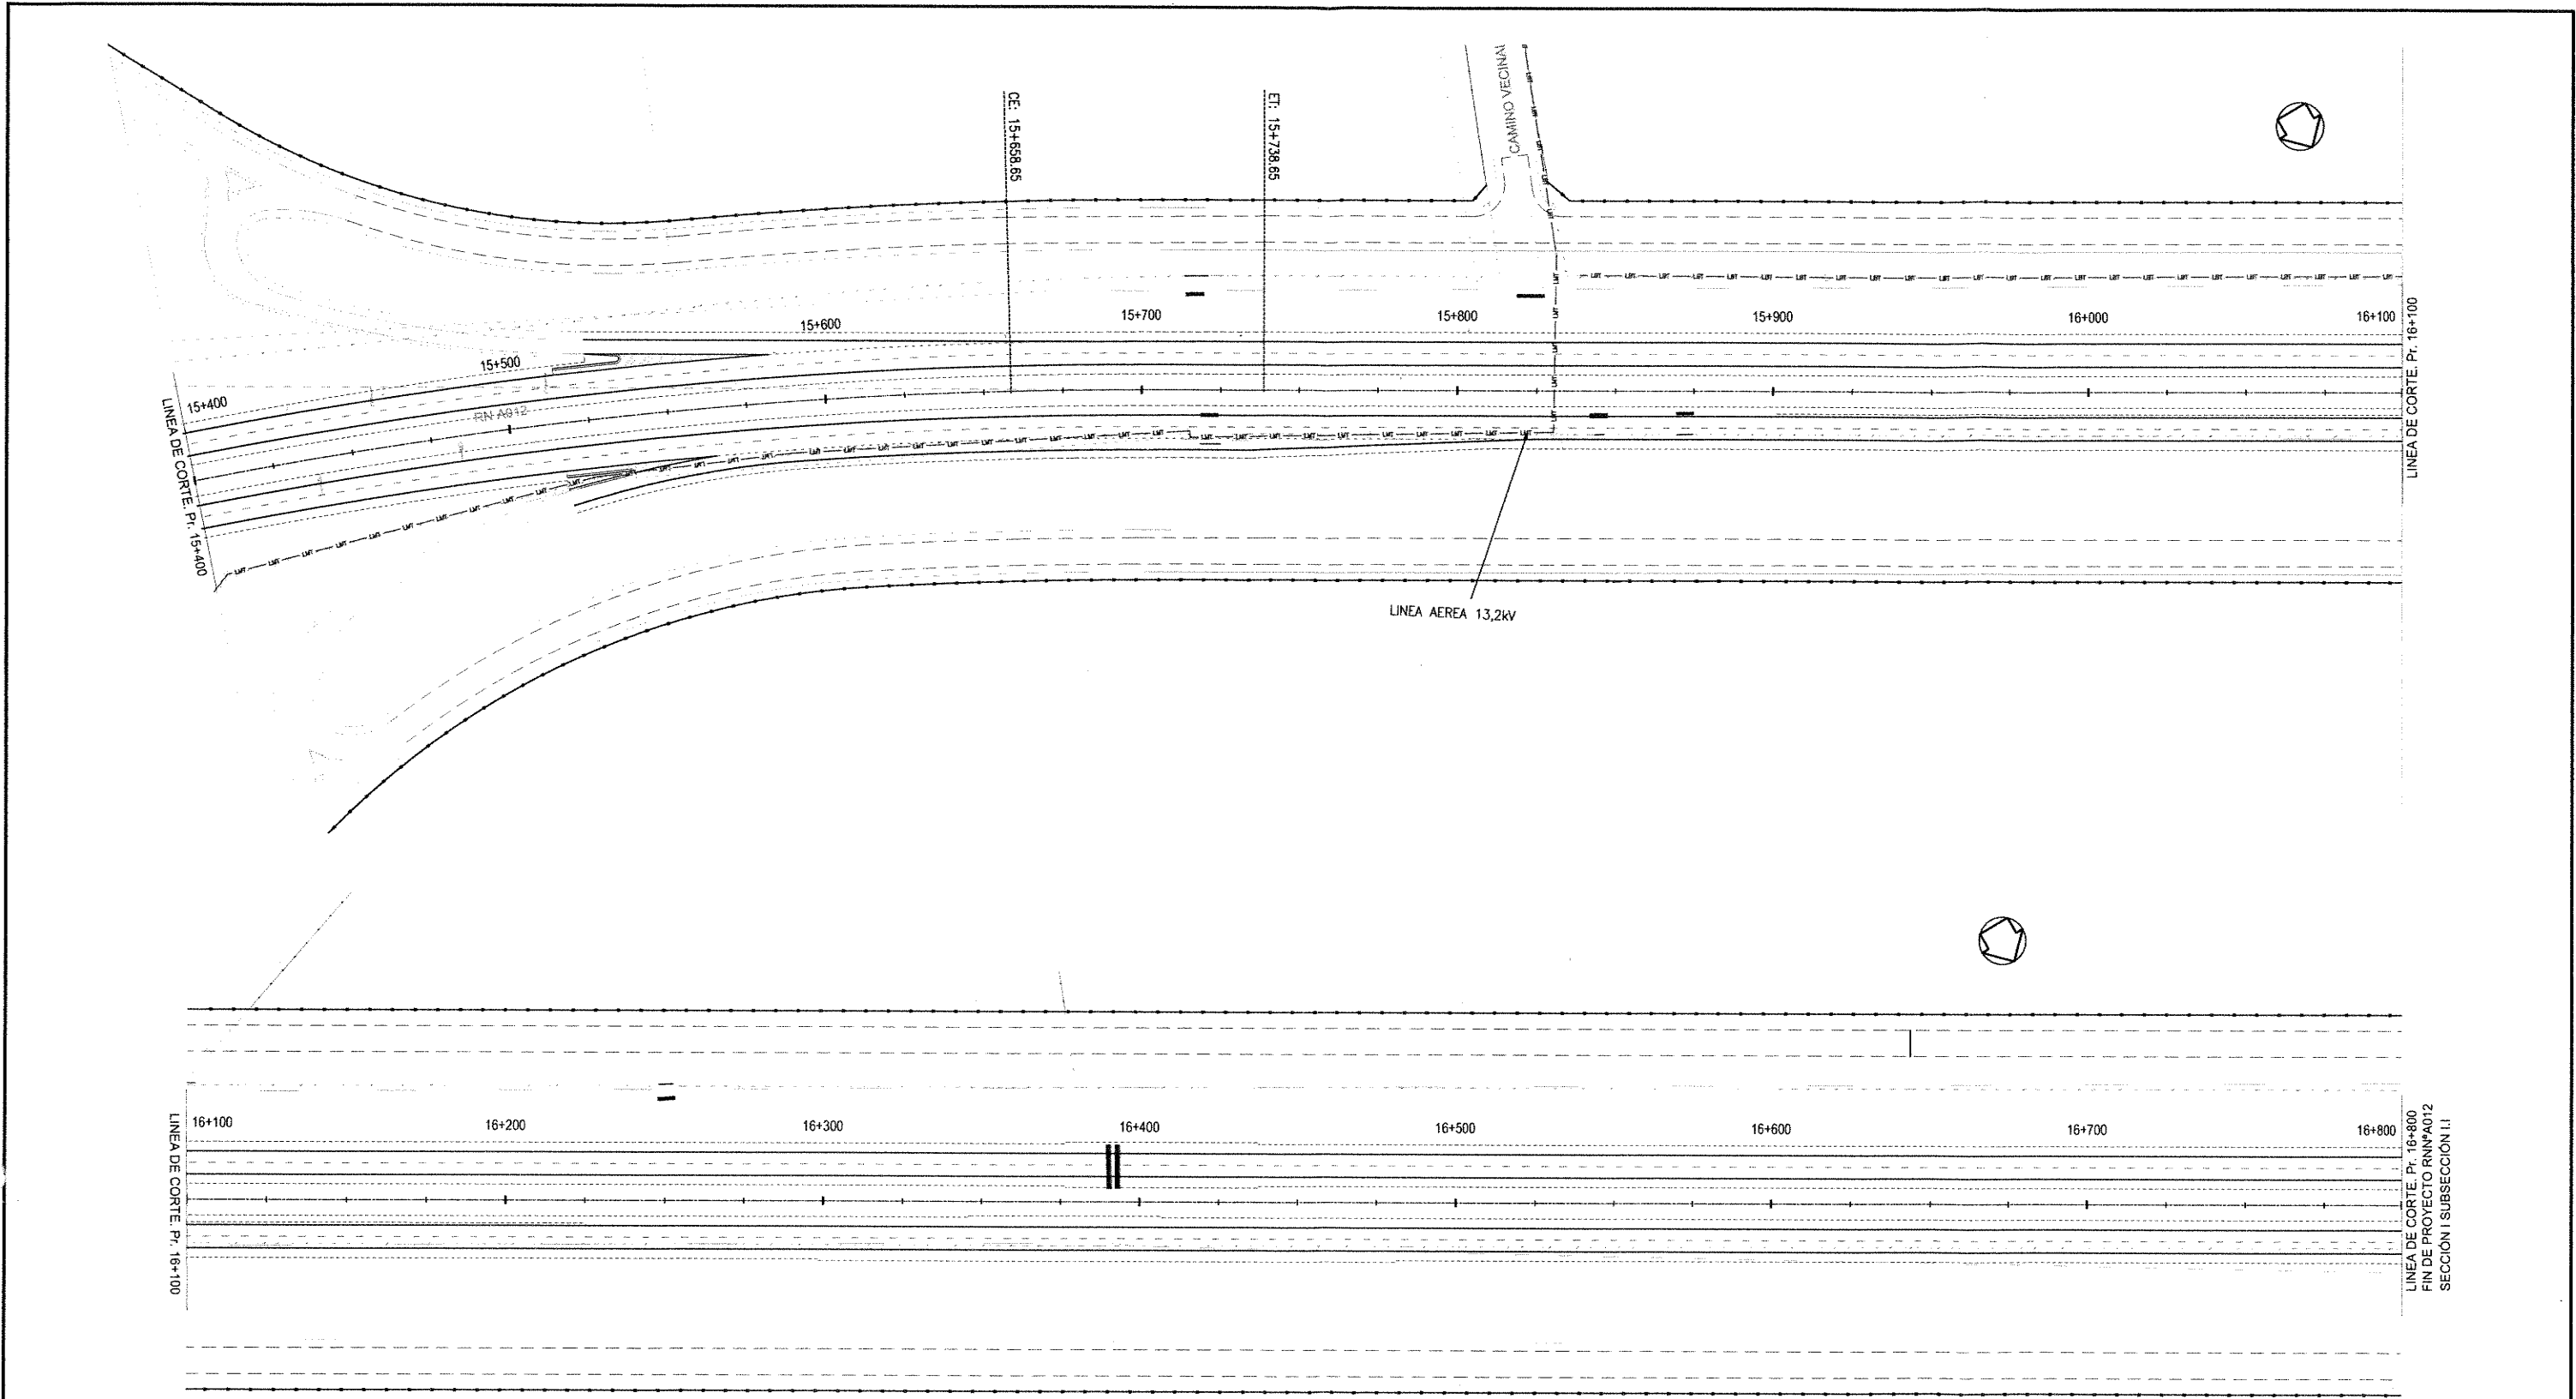 CAMINO VECINAL
CE: 15+658.65
ET: 15+738.65
15+400
15+500
15+600
15+700
15+800
15+900
16+000
16+100
RN A012
LINEA DE CORTE. Pr. 15+400
LINEA DE CORTE. Pr. 16+100
LMT
LBT
LINEA AEREA 13,2kV
16+100
16+200
16+300
16+400
16+500
16+600
16+700
16+800
LINEA DE CORTE. Pr. 16+100
LINEA DE CORTE. Pr. 16+800
FIN DE PROYECTO RNNºA012
SECCIÓN I SUBSECCIÓN I.I